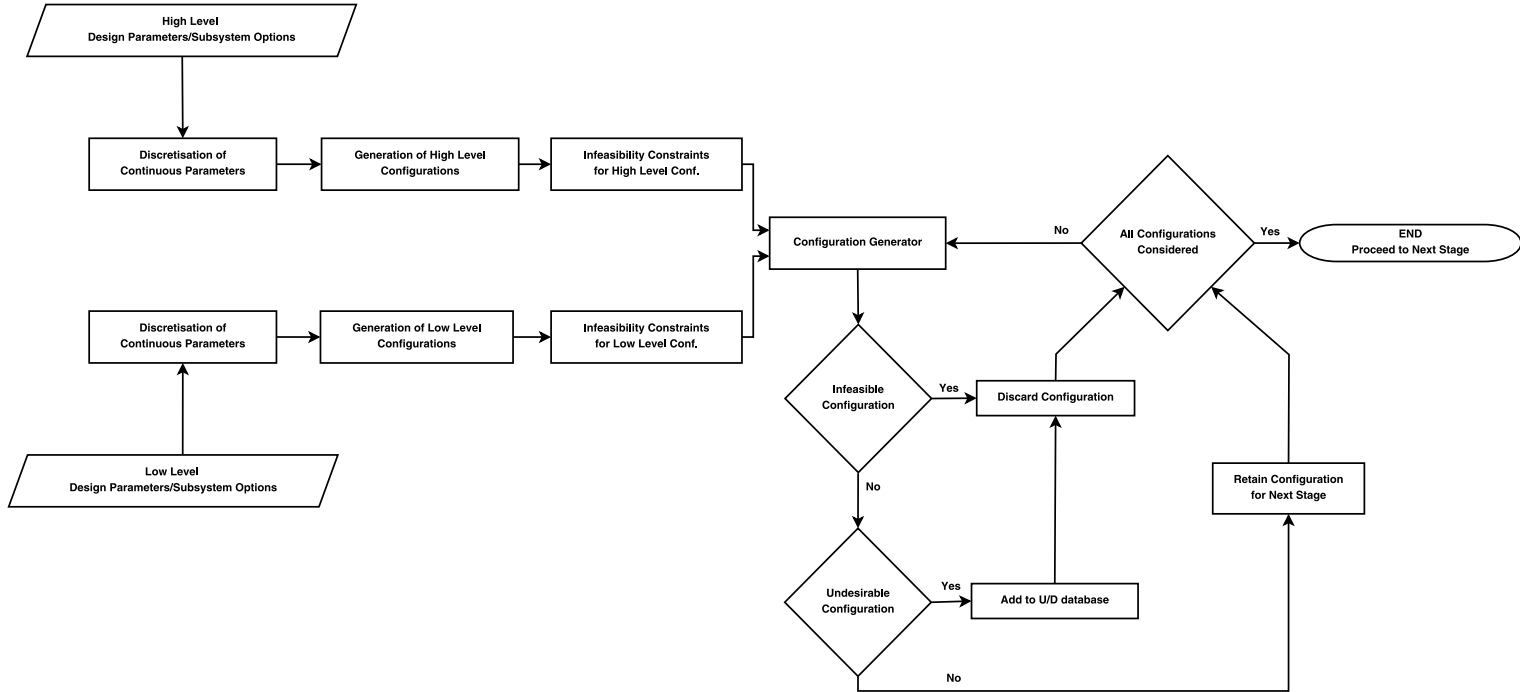 High Level
Design Parameters/Subsystem Options
Discretisation of
Continuous Parameters
Generation of High Level
Configurations
Infeasibility Constraints
for High Level Conf.
Configuration Generator
No
All Configurations
Considered
Yes
END
Proceed to Next Stage
Discretisation of
Continuous Parameters
Generation of Low Level
Configurations
Infeasibility Constraints
for Low Level Conf.
Infeasible
Configuration
Yes
Discard Configuration
Low Level
Design Parameters/Subsystem Options
No
Retain Configuration
for Next Stage
Undesirable
Configuration
Yes
Add to U/D database
No